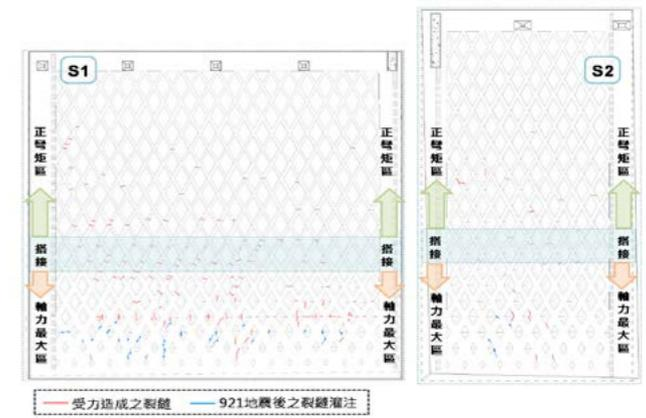 S1
S2
正彎矩區
正彎矩區
正彎矩區
正彎矩區
搭接
搭接
搭接
搭接
軸力最大區
軸力最大區
軸力最大區
軸力最大區
受力造成之裂縫
921地震後之裂縫灌注